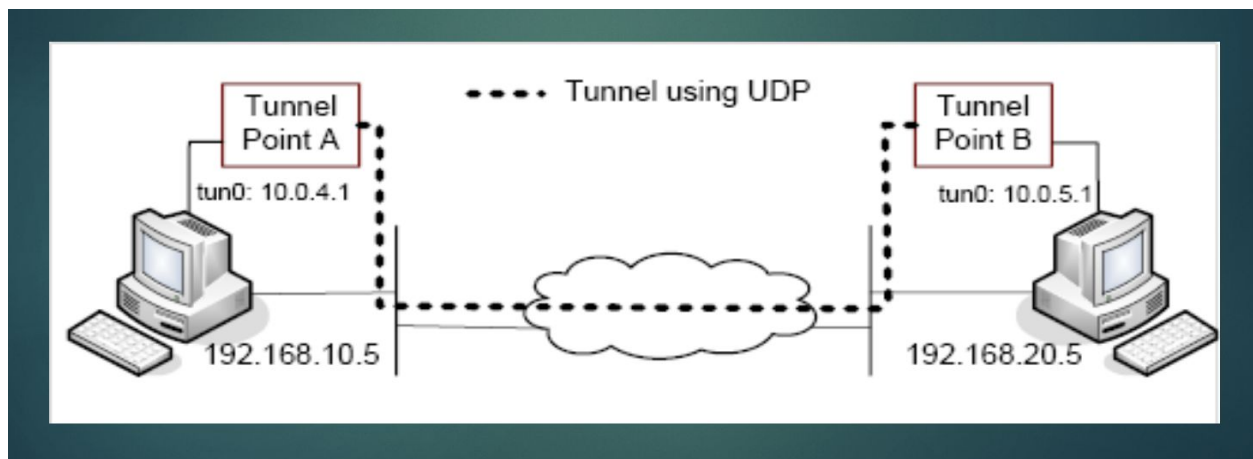 Tunnel
Point A
Tunnel using UDP
Tunnel
Point B
tun0: 10.0.4.1
tun0: 10.0.5.1
192.168.10.5
192.168.20.5